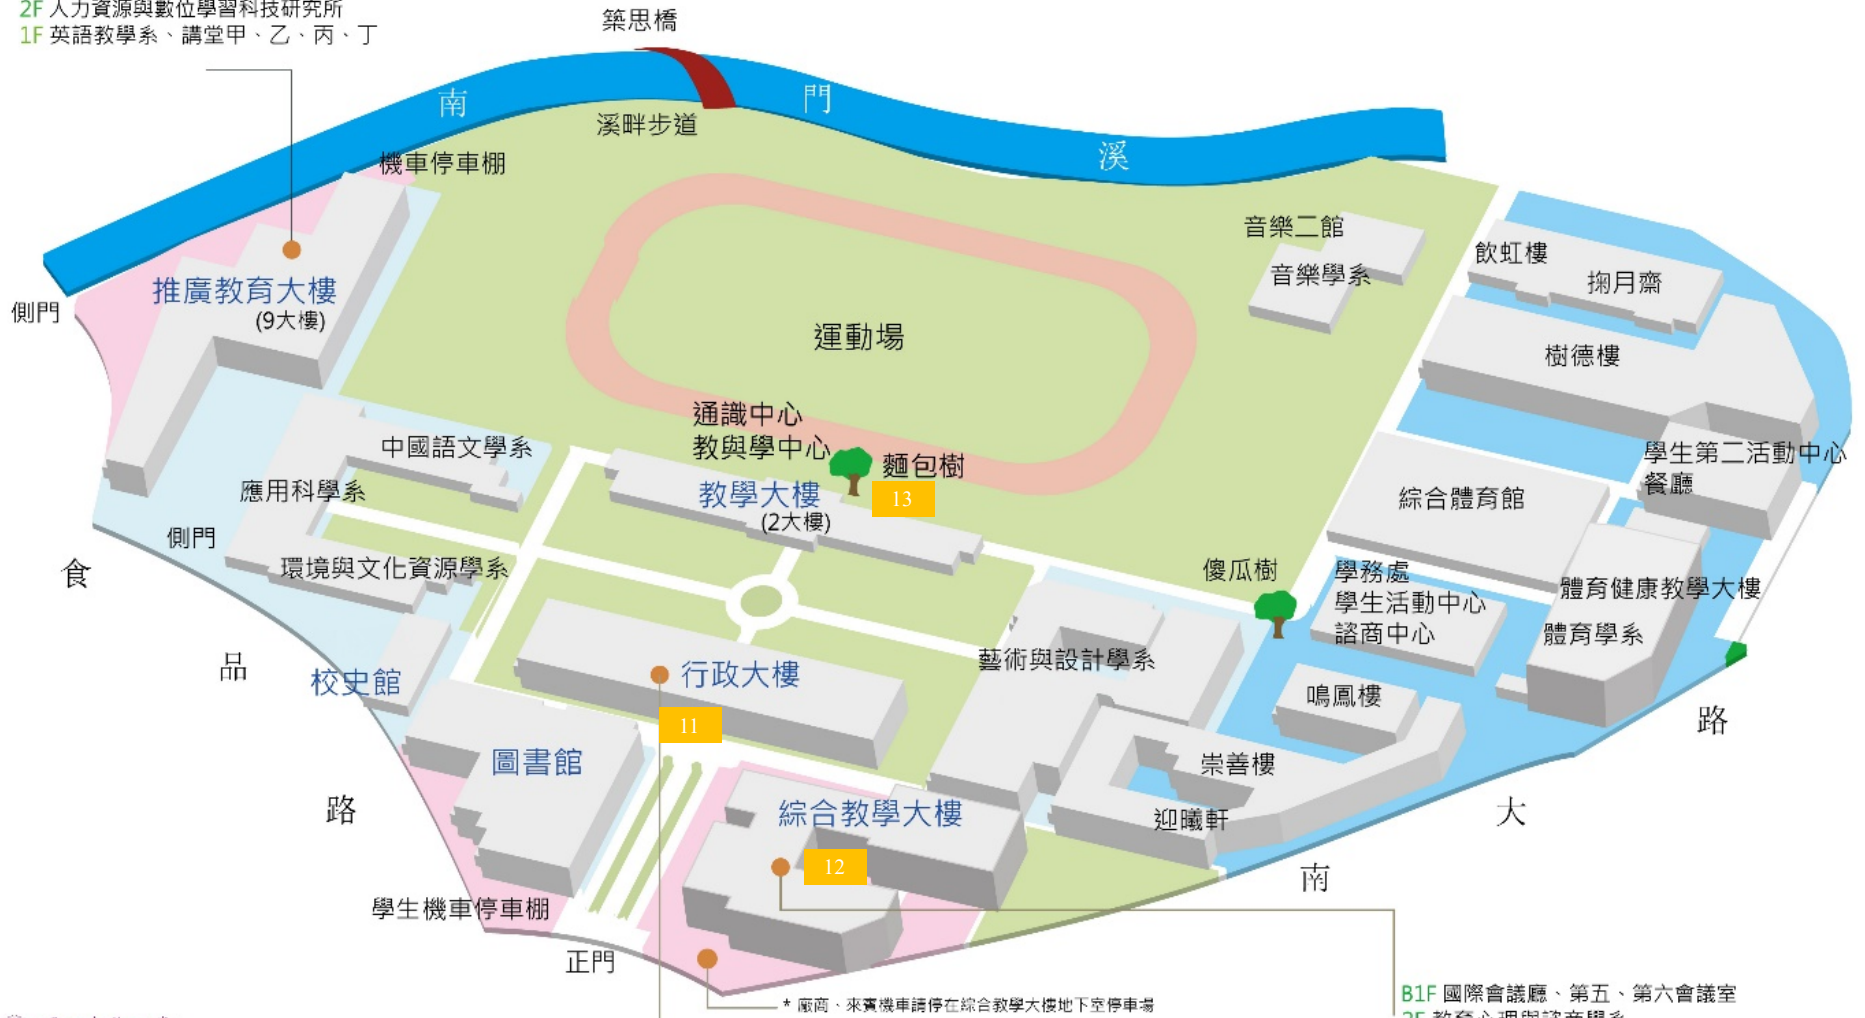 2F 人力資源與數位學習科技研究所
1F 英語教學系、講堂甲、乙、丙、丁
築思橋
南
門
溪
溪畔步道
機車停車棚
音樂二館
音樂學系
飲虹樓
掬月齋
推廣教育大樓
(9大樓)
側門
運動場
樹德樓
通識中心
教與學中心
麵包樹
教學大樓
(2大樓)
13
中國語文學系
應用科學系
學生第二活動中心
餐廳
綜合體育館
側門
環境與文化資源學系
食
品
路
傻瓜樹
學務處
學生活動中心
諮商中心
體育健康教學大樓
體育學系
校史館
行政大樓
11
藝術與設計學系
鳴鳳樓
路
大
南
圖書館
綜合教學大樓
12
崇善樓
迎曦軒
學生機車停車棚
正門
* 廠商、來賓機車請停在綜合教學大樓地下室停車場
B1F 國際會議廳、第五、第六會議室
2F 教育心理與諮商學系